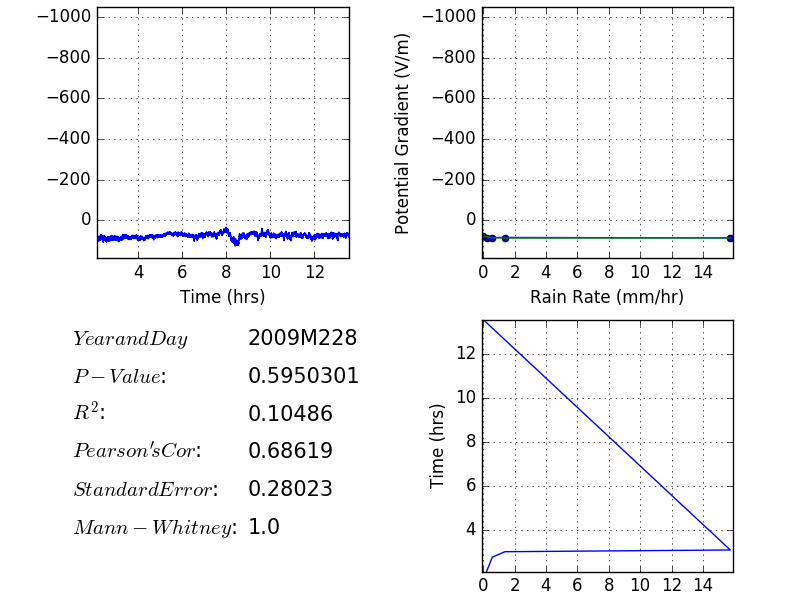 −1000
−800
−600
−400
−200
0
4 6 8 10 12
Time (hrs)
Potential Gradient (V/m)
−1000
−800
−600
−400
−200
0
0 2 4 6 8 10 12 14
Rain Rate (mm/hr)
YearandDay 2009M228
P−Value: 0.5950301
R²: 0.10486
Pearson'sCor: 0.68619
StandardError: 0.28023
Mann−Whitney: 1.0
Time (hrs)
12
10
8
6
4
0 2 4 6 8 10 12 14